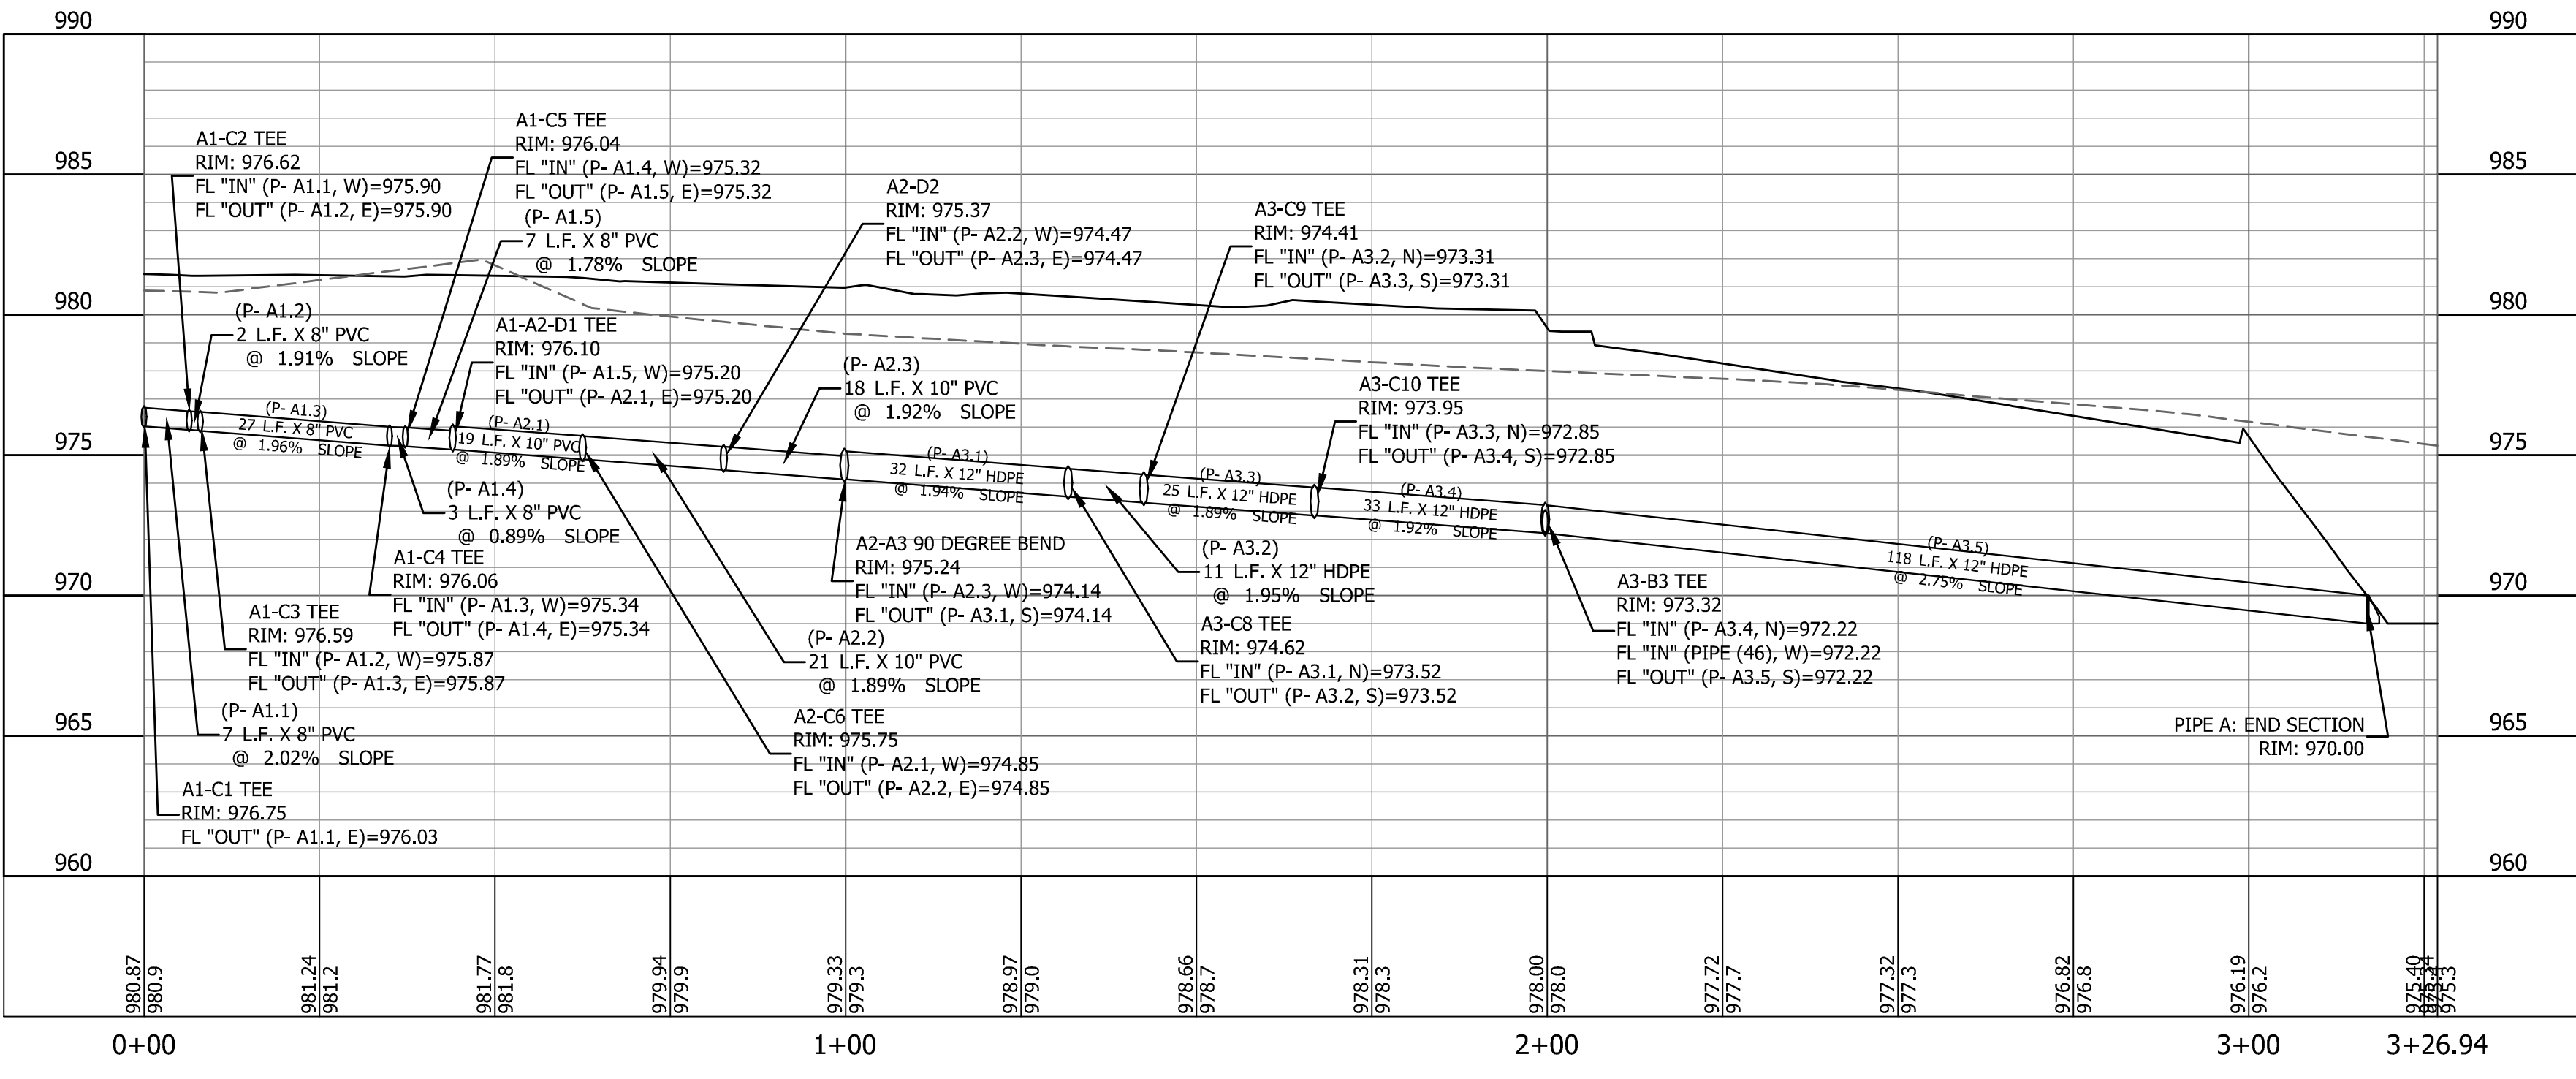 990
990
A1-C2 TEE
RIM: 976.62
FL "IN" (P- A1.1, W)=975.90
FL "OUT" (P- A1.2, E)=975.90
A1-C5 TEE
RIM: 976.04
FL "IN" (P- A1.4, W)=975.32
FL "OUT" (P- A1.5, E)=975.32
(P- A1.5)
7 L.F. X 8" PVC
@ 1.78% SLOPE
A2-D2
RIM: 975.37
FL "IN" (P- A2.2, W)=974.47
FL "OUT" (P- A2.3, E)=974.47
A3-C9 TEE
RIM: 974.41
FL "IN" (P- A3.2, N)=973.31
FL "OUT" (P- A3.3, S)=973.31
985
985
980
980
(P- A1.2)
2 L.F. X 8" PVC
@ 1.91% SLOPE
A1-A2-D1 TEE
RIM: 976.10
FL "IN" (P- A1.5, W)=975.20
FL "OUT" (P- A2.1, E)=975.20
(P- A2.3)
18 L.F. X 10" PVC
@ 1.92% SLOPE
A3-C10 TEE
RIM: 973.95
FL "IN" (P- A3.3, N)=972.85
FL "OUT" (P- A3.4, S)=972.85
975
975
(P- A1.3)
27 L.F. X 8" PVC
@ 1.96% SLOPE
(P- A2.1)
19 L.F. X 10" PVC
@ 1.89% SLOPE
(P- A3.1)
32 L.F. X 12" HDPE
@ 1.94% SLOPE
(P- A3.3)
25 L.F. X 12" HDPE
@ 1.89% SLOPE
(P- A3.4)
33 L.F. X 12" HDPE
@ 1.92% SLOPE
(P- A3.5)
118 L.F. X 12" HDPE
@ 2.75% SLOPE
(P- A1.4)
3 L.F. X 8" PVC
@ 0.89% SLOPE
A1-C4 TEE
RIM: 976.06
FL "IN" (P- A1.3, W)=975.34
FL "OUT" (P- A1.4, E)=975.34
A2-A3 90 DEGREE BEND
RIM: 975.24
FL "IN" (P- A2.3, W)=974.14
FL "OUT" (P- A3.1, S)=974.14
(P- A3.2)
11 L.F. X 12" HDPE
@ 1.95% SLOPE
A3-B3 TEE
RIM: 973.32
FL "IN" (P- A3.4, N)=972.22
FL "IN" (PIPE (46), W)=972.22
FL "OUT" (P- A3.5, S)=972.22
970
970
A1-C3 TEE
RIM: 976.59
FL "IN" (P- A1.2, W)=975.87
FL "OUT" (P- A1.3, E)=975.87
(P- A2.2)
21 L.F. X 10" PVC
@ 1.89% SLOPE
A3-C8 TEE
RIM: 974.62
FL "IN" (P- A3.1, N)=973.52
FL "OUT" (P- A3.2, S)=973.52
(P- A1.1)
7 L.F. X 8" PVC
@ 2.02% SLOPE
A2-C6 TEE
RIM: 975.75
FL "IN" (P- A2.1, W)=974.85
FL "OUT" (P- A2.2, E)=974.85
PIPE A: END SECTION
RIM: 970.00
965
965
A1-C1 TEE
RIM: 976.75
FL "OUT" (P- A1.1, E)=976.03
960
960
980.87
980.9
981.24
981.2
981.77
981.8
979.94
979.9
979.33
979.3
978.97
979.0
978.66
978.7
978.31
978.3
978.00
978.0
977.72
977.7
977.32
977.3
976.82
976.8
976.19
976.2
975.40
975.3
0+00
1+00
2+00
3+00
3+26.94